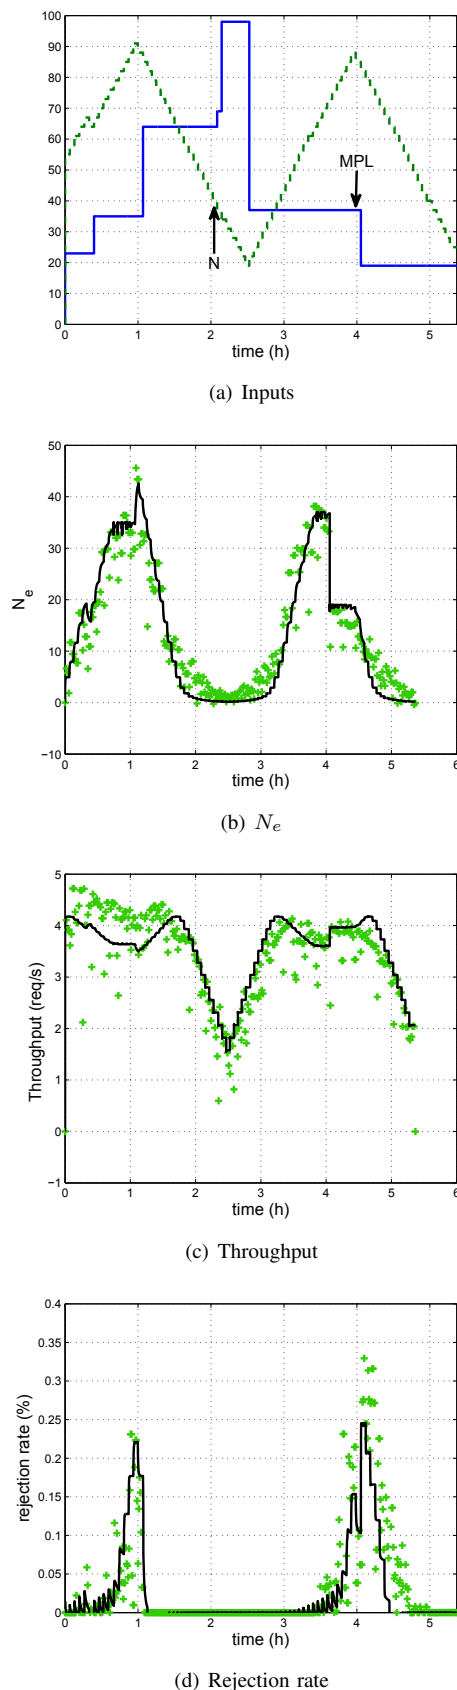 100
90
80
70
60
50
40
30
20
10
0
MPL
N
0 1 2 3 4 5
time (h)
(a) Inputs
50
40
30
20
10
0
−10
N_e
0 1 2 3 4 5 6
time (h)
(b) N_e
5
4
3
2
1
0
−1
Throughput (req/s)
0 1 2 3 4 5 6
time (h)
(c) Throughput
0.4
0.35
0.3
0.25
0.2
0.15
0.1
0.05
0
rejection rate (%)
0 1 2 3 4 5
time (h)
(d) Rejection rate